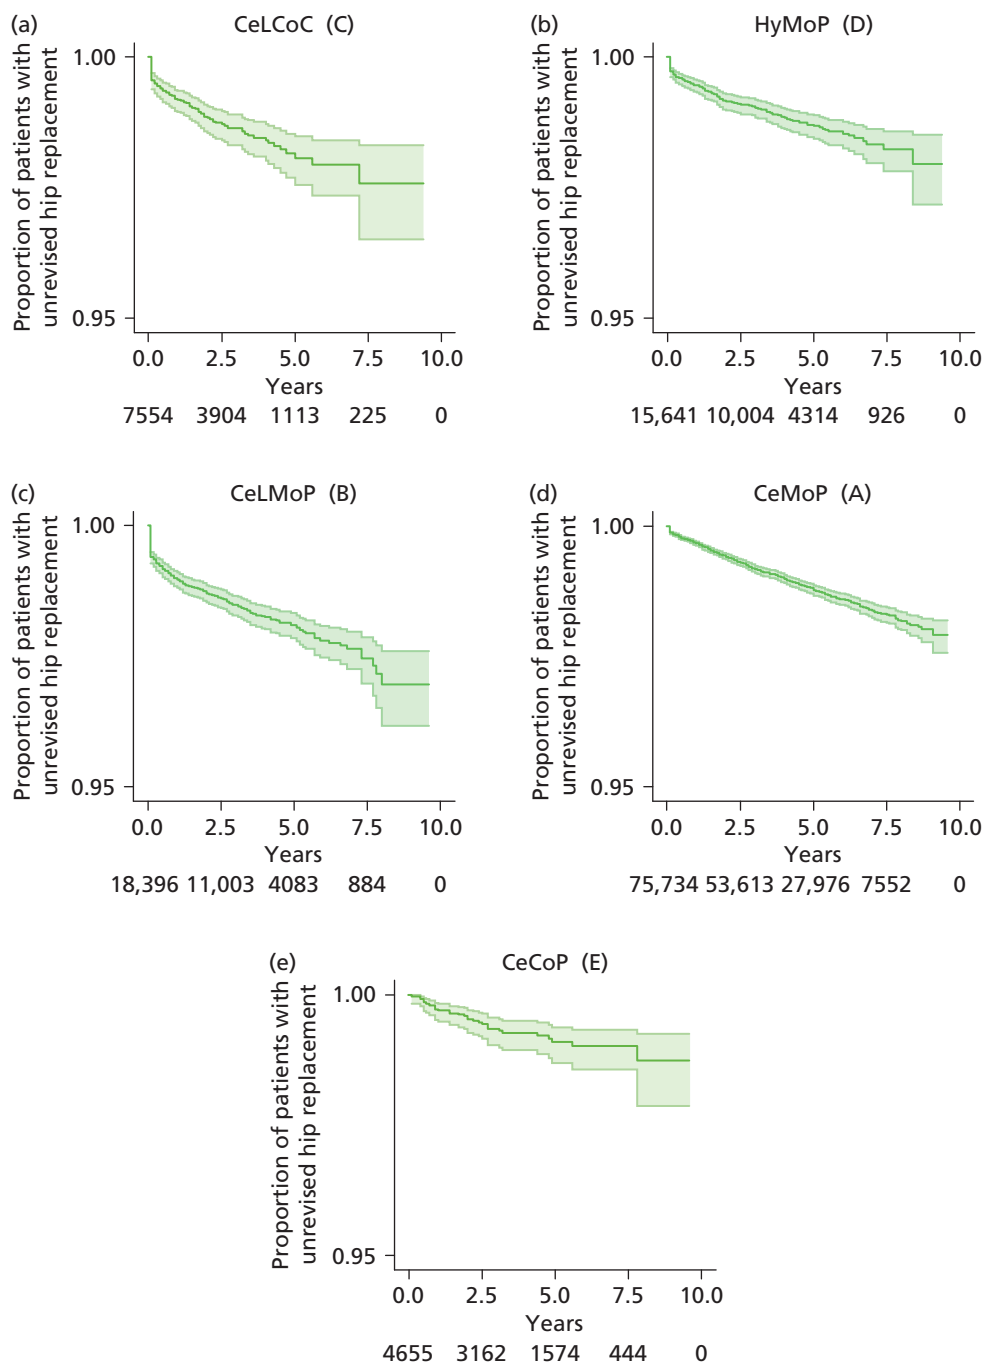 (a) CeLCoC (C)
Proportion of patients with
unrevised hip replacement
1.00
0.95
0.0 2.5 5.0 7.5 10.0
Years
7554 3904 1113 225 0
(b) HyMoP (D)
Proportion of patients with
unrevised hip replacement
1.00
0.95
0.0 2.5 5.0 7.5 10.0
Years
15,641 10,004 4314 926 0
(c) CeLMoP (B)
Proportion of patients with
unrevised hip replacement
1.00
0.95
0.0 2.5 5.0 7.5 10.0
Years
18,396 11,003 4083 884 0
(d) CeMoP (A)
Proportion of patients with
unrevised hip replacement
1.00
0.95
0.0 2.5 5.0 7.5 10.0
Years
75,734 53,613 27,976 7552 0
(e) CeCoP (E)
Proportion of patients with
unrevised hip replacement
1.00
0.95
0.0 2.5 5.0 7.5 10.0
Years
4655 3162 1574 444 0